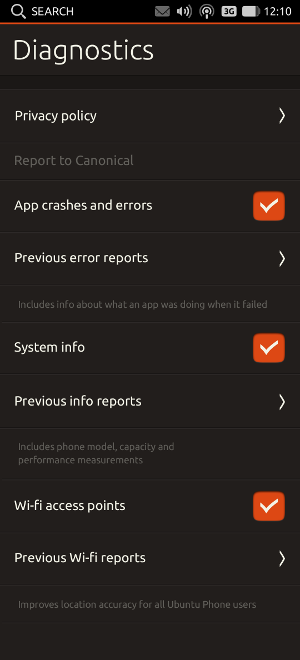 SEARCH 3G 12:10
Diagnostics
Privacy policy
Report to Canonical
App crashes and errors
Previous error reports
Includes info about what an app was doing when it failed
System info
Previous info reports
Includes phone model, capacity and
performance measurements
Wi-fi access points
Previous Wi-fi reports
Improves location accuracy for all Ubuntu Phone users